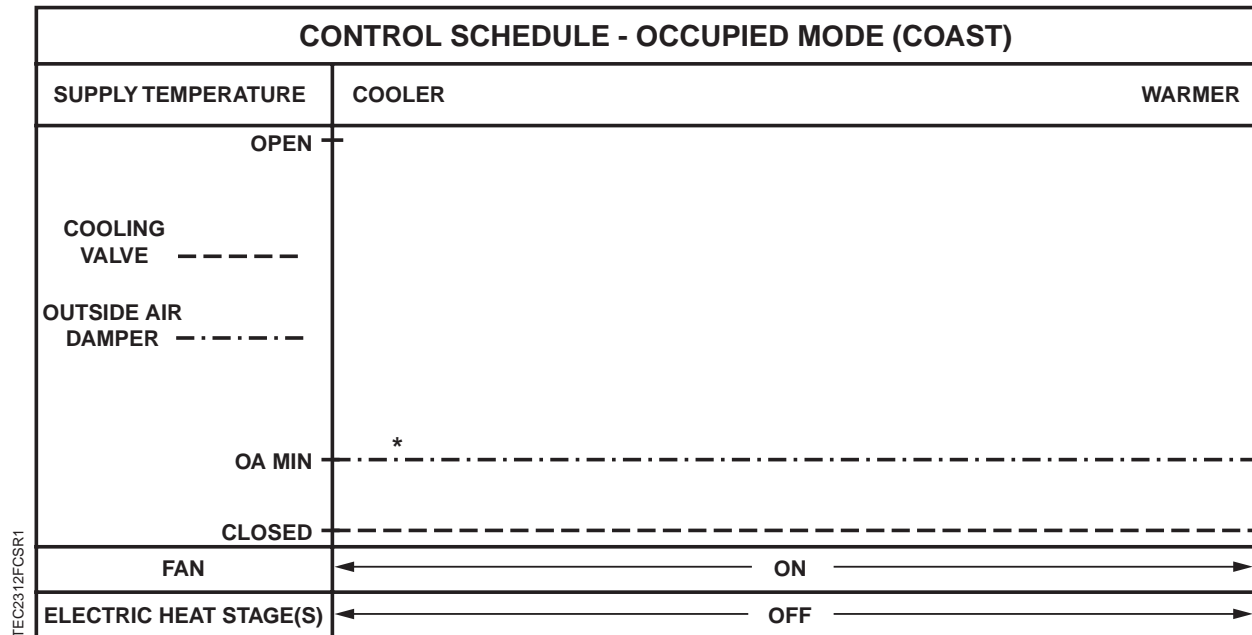 CONTROL SCHEDULE - OCCUPIED MODE (COAST)
SUPPLY TEMPERATURE
COOLER
WARMER
OPEN
COOLING
VALVE
OUTSIDE AIR
DAMPER
*
OA MIN
CLOSED
FAN
ON
ELECTRIC HEAT STAGE(S)
OFF
TEC2312FCSR1